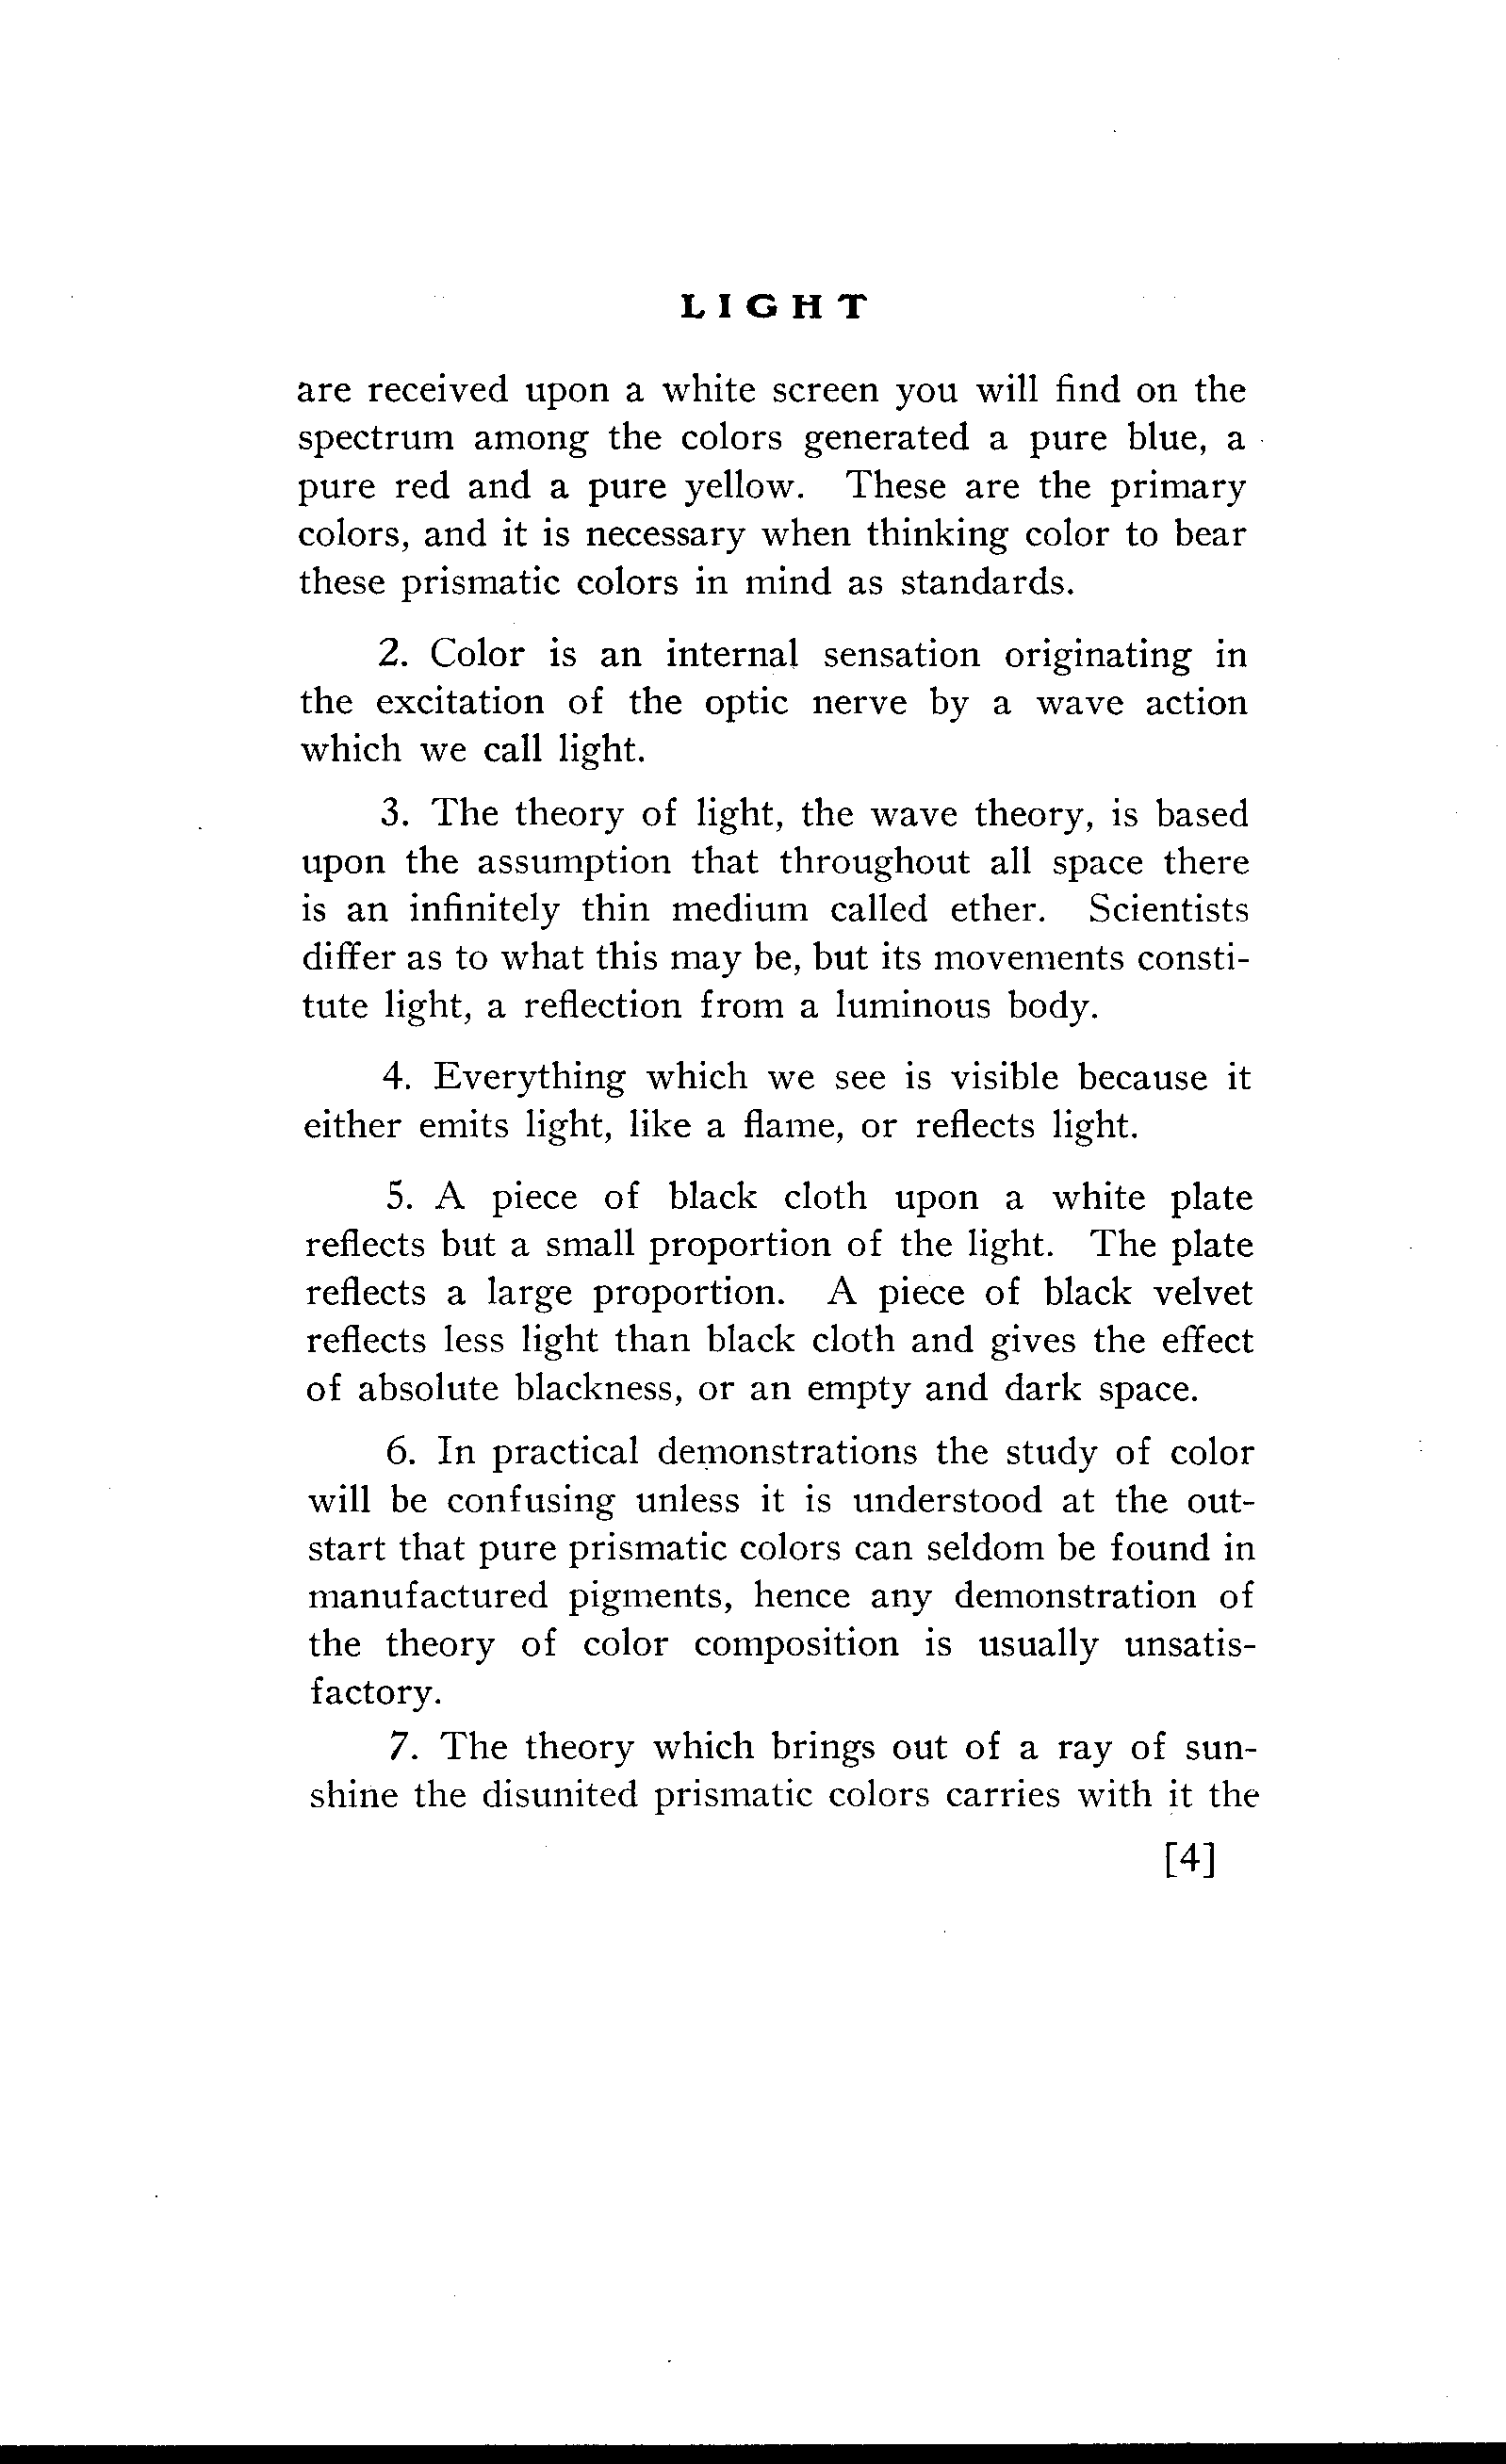 LIGHT
are received upon a white screen you will find on the
spectrum among the colors generated a pure blue, a
pure red and a pure yellow. These are the primary
colors, and it is necessary when thinking color to bear
these prismatic colors in mind as standards.
2. Color is an internal sensation originating in
the excitation of the optic nerve by a wave action
which we call light.
3. The theory of light, the wave theory, is based
upon the assumption that throughout all space there
is an infinitely thin medium called ether. Scientists
differ as to what this may be, but its movements consti-
tute light, a reflection from a luminous body.
4. Everything which we see is visible because it
either emits light, like a flame, or reflects light.
5. A piece of black cloth upon a white plate
reflects but a small proportion of the light. The plate
reflects a large proportion. A piece of black velvet
reflects less light than black cloth and gives the effect
of absolute blackness, or an empty and dark space.
6. In practical demonstrations the study of color
will be confusing unless it is understood at the out-
start that pure prismatic colors can seldom be found in
manufactured pigments, hence any demonstration of
the theory of color composition is usually unsatis-
factory.
7. The theory which brings out of a ray of sun-
shine the disunited prismatic colors carries with it the
[4]